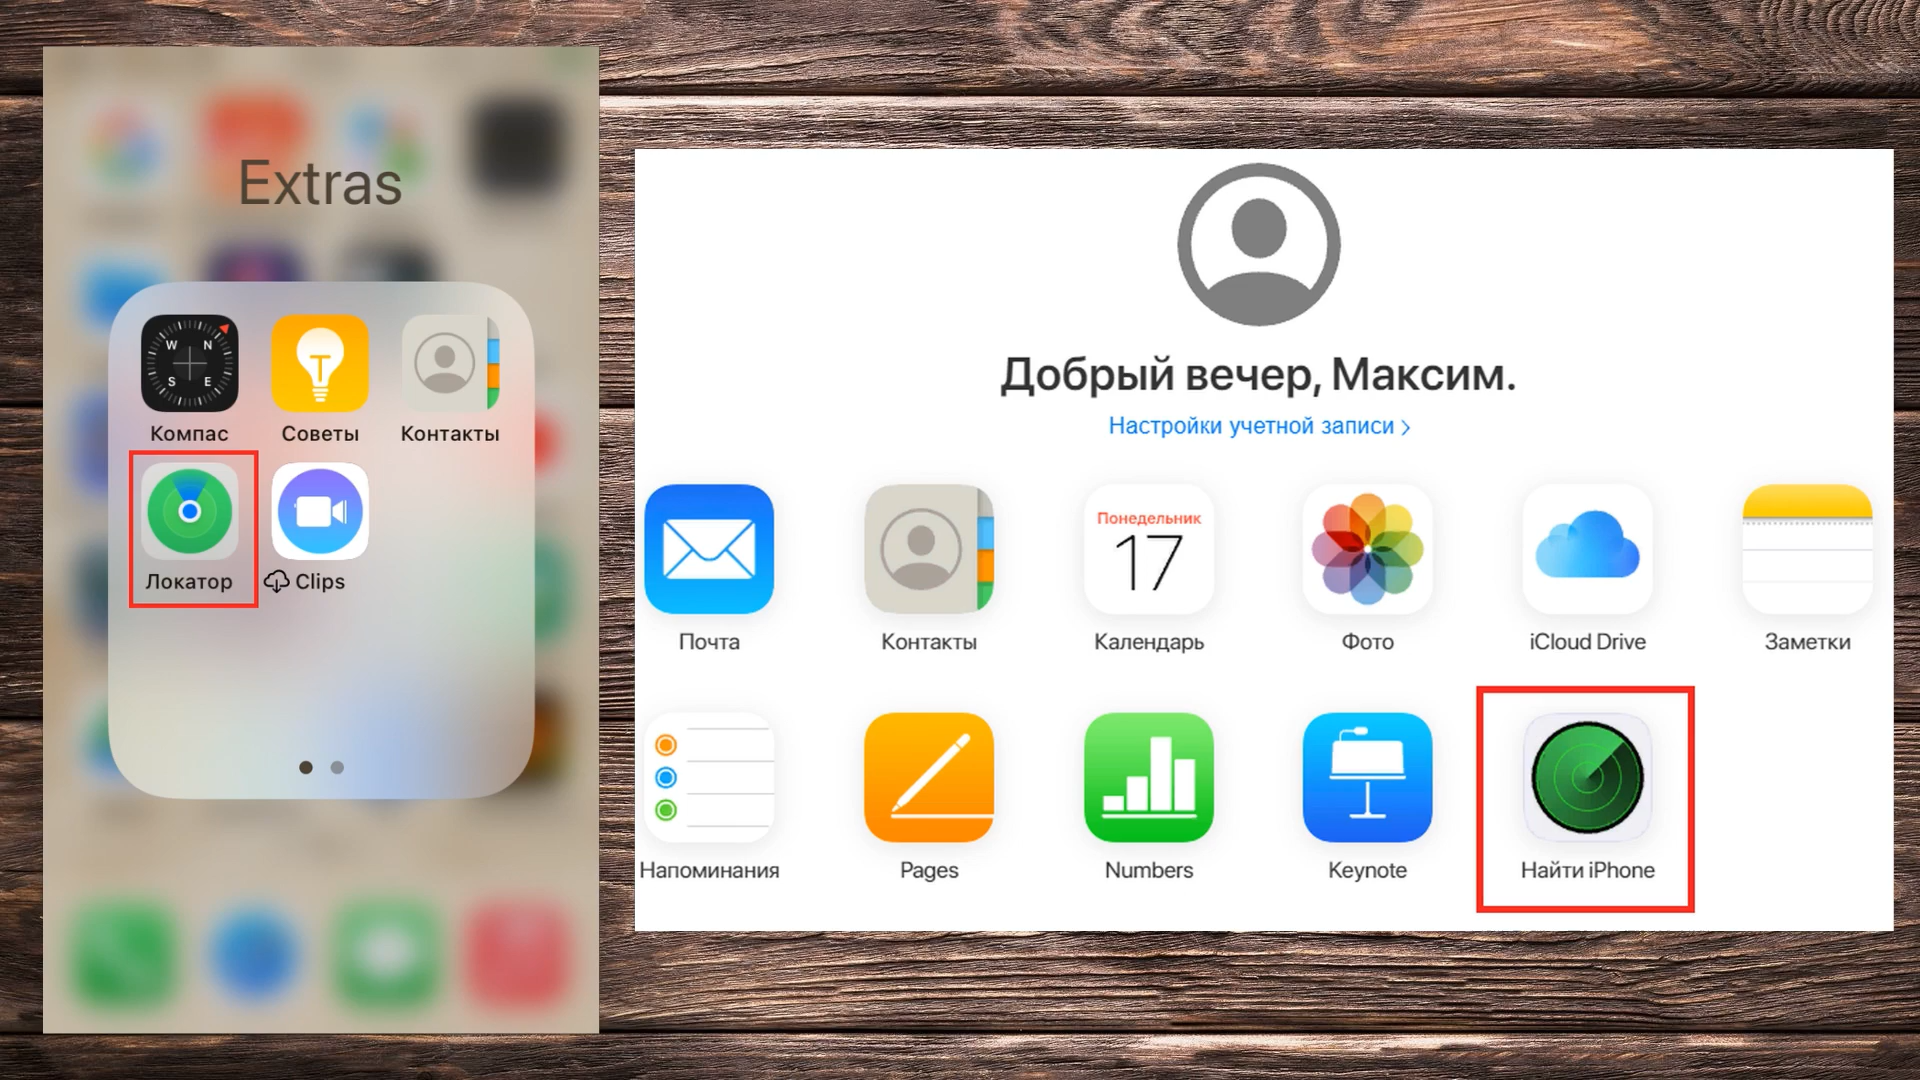 Extras
W N
S E
Компас Советы Контакты
Локатор Clips
Добрый вечер, Максим.
Настройки учетной записи >
Понедельник
17
Почта Контакты Календарь Фото iCloud Drive Заметки
Напоминания Pages Numbers Keynote Найти iPhone